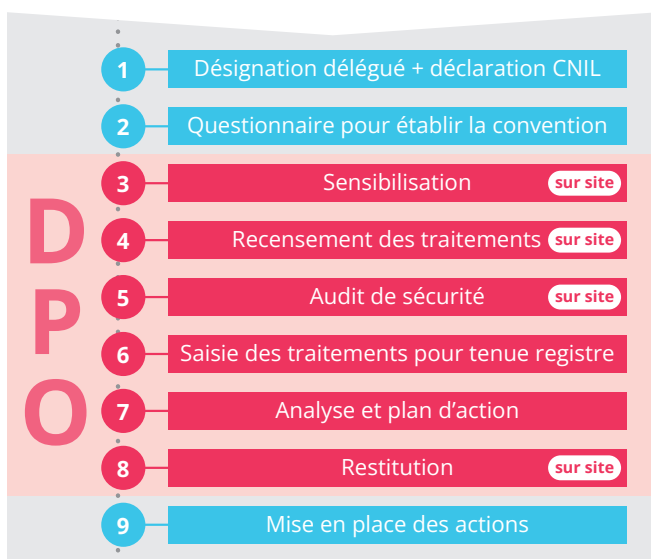 1 Désignation délégué + déclaration CNIL
2 Questionnaire pour établir la convention
DPO
3 Sensibilisation sur site
4 Recensement des traitements sur site
5 Audit de sécurité sur site
6 Saisie des traitements pour tenue registre
7 Analyse et plan d’action
8 Restitution sur site
9 Mise en place des actions